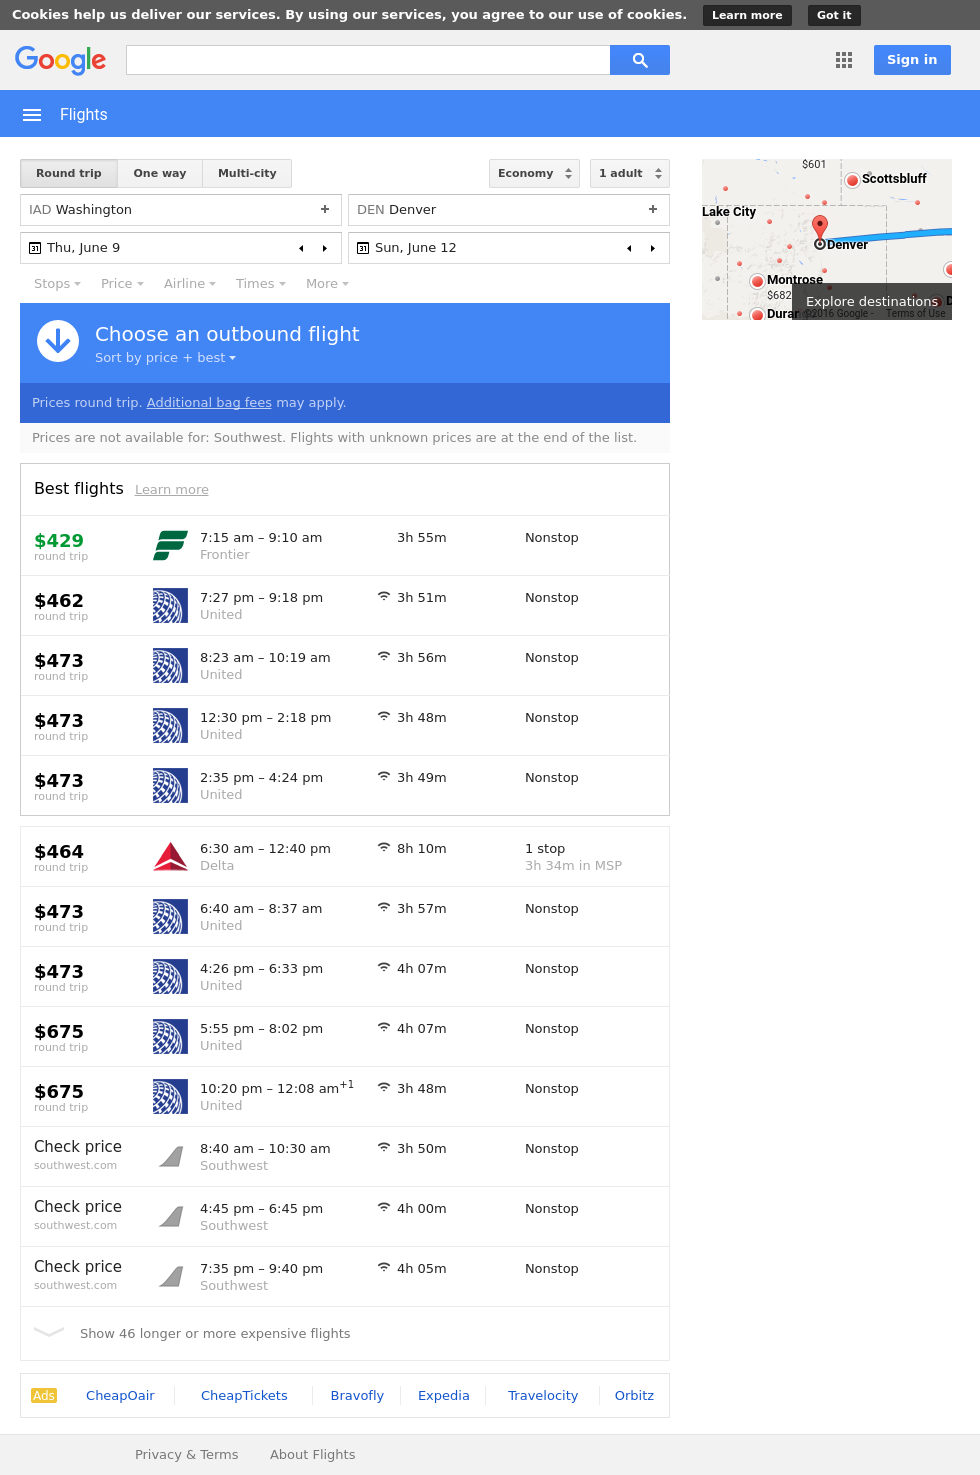 Cookies help us deliver our services. By using our services, you agree to our use of cookies. Learn more Got it
Google
Sign in
Flights
Round trip One way Multi-city Economy 1 adult
IAD Washington + DEN Denver +
31 Thu, June 9 31 Sun, June 12
Stops Price Airline Times More
Choose an outbound flight
Sort by price + best
Prices round trip. Additional bag fees may apply.
Prices are not available for: Southwest. Flights with unknown prices are at the end of the list.
$601
Scottsbluff
Lake City
Denver
Montrose
$682
Duran
Explore destinations
©2016 Google - Terms of Use
Best flights Learn more
$429 7:15 am – 9:10 am 3h 55m Nonstop
round trip Frontier
$462 7:27 pm – 9:18 pm 3h 51m Nonstop
round trip United
$473 8:23 am – 10:19 am 3h 56m Nonstop
round trip United
$473 12:30 pm – 2:18 pm 3h 48m Nonstop
round trip United
$473 2:35 pm – 4:24 pm 3h 49m Nonstop
round trip United
$464 6:30 am – 12:40 pm 8h 10m 1 stop
round trip Delta 3h 34m in MSP
$473 6:40 am – 8:37 am 3h 57m Nonstop
round trip United
$473 4:26 pm – 6:33 pm 4h 07m Nonstop
round trip United
$675 5:55 pm – 8:02 pm 4h 07m Nonstop
round trip United
$675 10:20 pm – 12:08 am+1 3h 48m Nonstop
round trip United
Check price 8:40 am – 10:30 am 3h 50m Nonstop
southwest.com Southwest
Check price 4:45 pm – 6:45 pm 4h 00m Nonstop
southwest.com Southwest
Check price 7:35 pm – 9:40 pm 4h 05m Nonstop
southwest.com Southwest
Show 46 longer or more expensive flights
Ads CheapOair CheapTickets Bravofly Expedia Travelocity Orbitz
Privacy & Terms About Flights